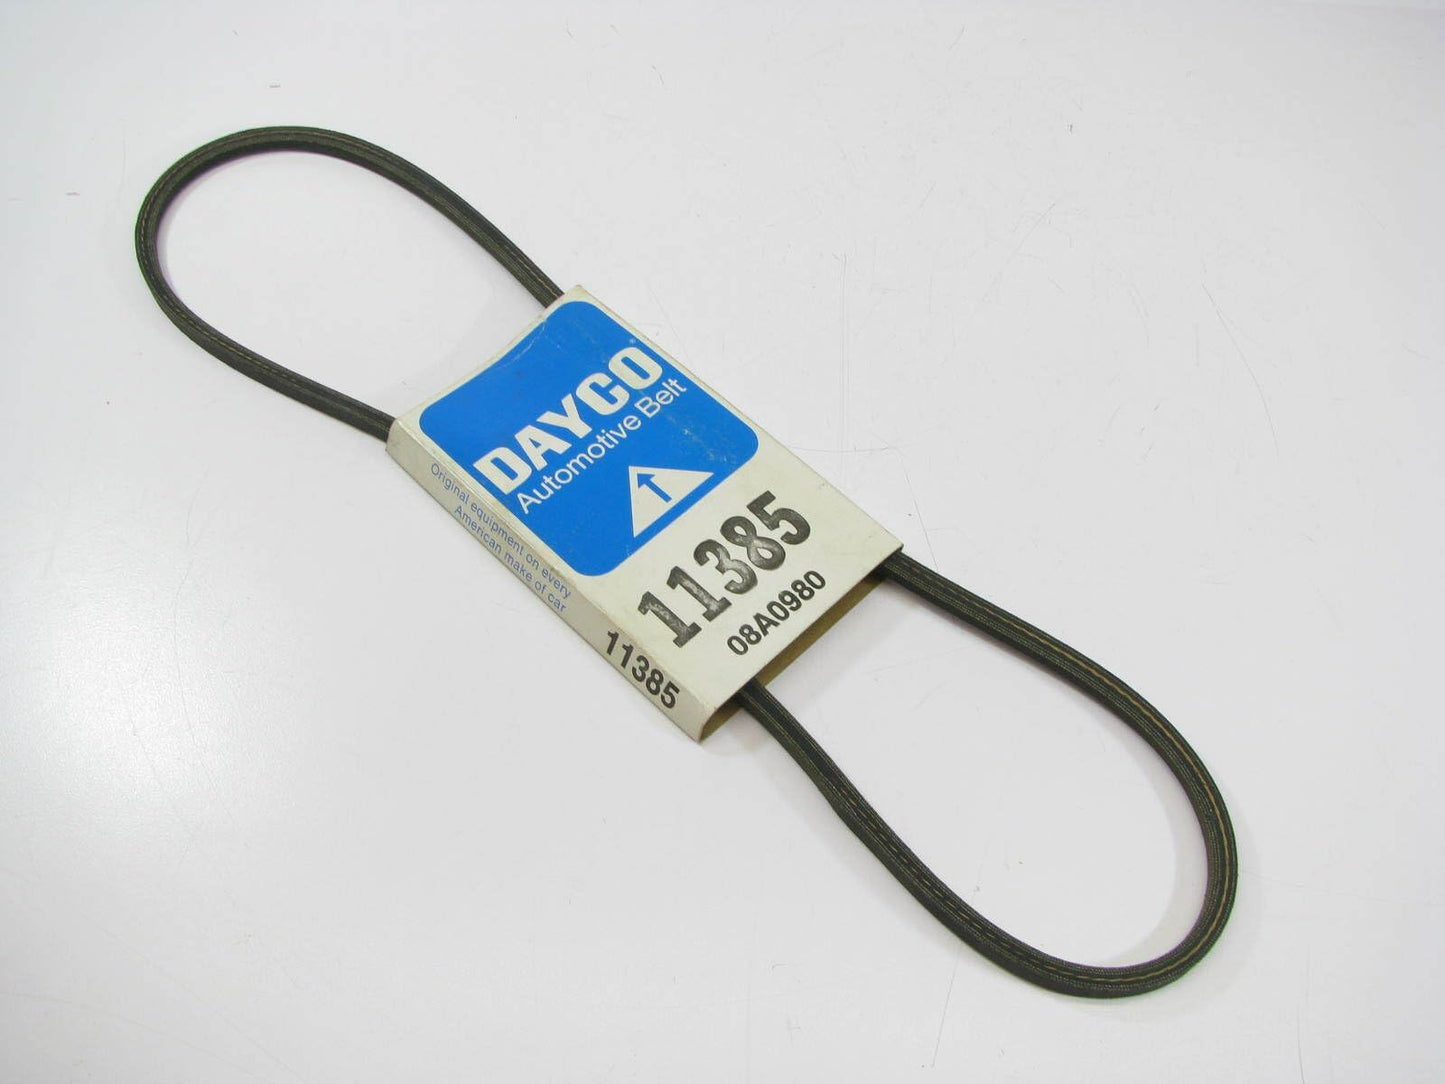 DAYCO®
Automotive Belt
11385
08A0980
Original equipment on every
American make of car
11385